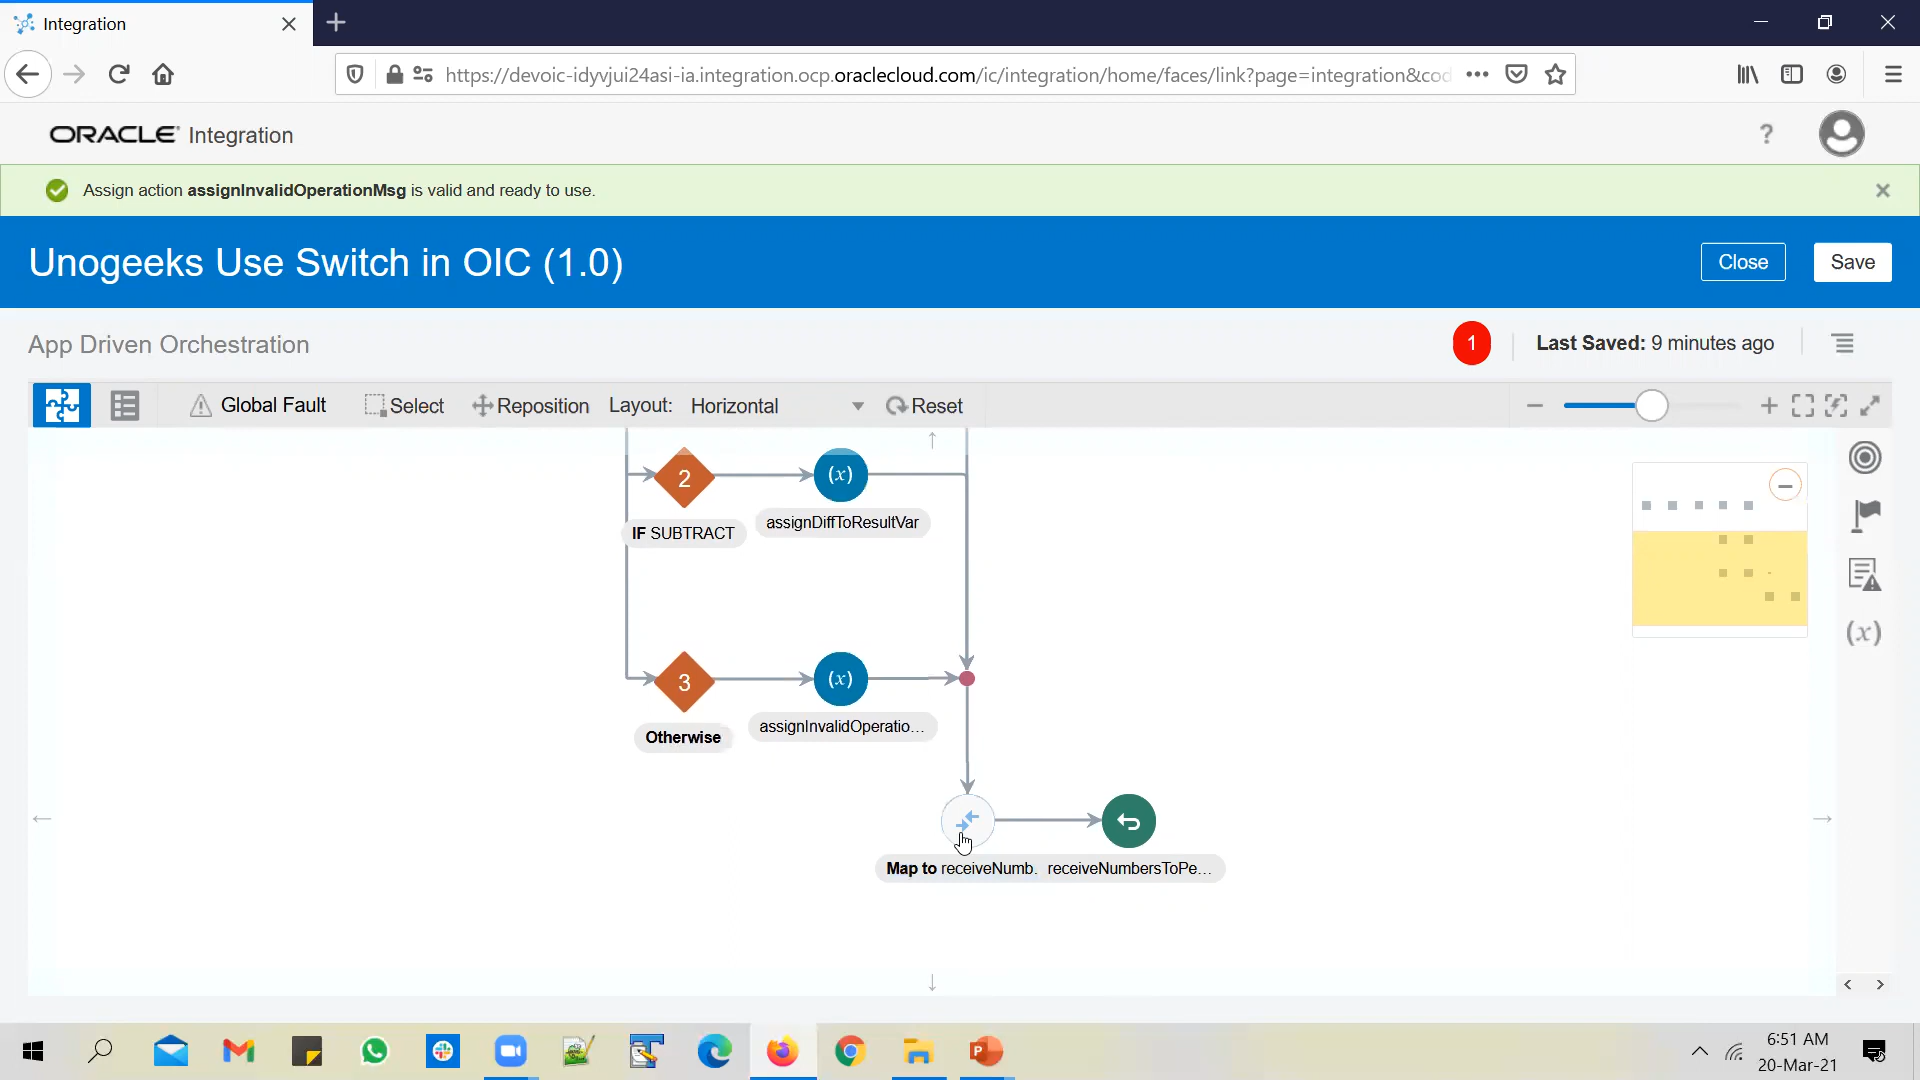 Integration
https://devoic-idyvjui24asi-ia.integration.ocp.oraclecloud.com/ic/integration/home/faces/link?page=integration&cod
ORACLE Integration
?
Assign action assignInvalidOperationMsg is valid and ready to use.
Unogeeks Use Switch in OIC (1.0)
Close
Save
App Driven Orchestration
1
Last Saved: 9 minutes ago
Global Fault
Select
Reposition
Layout:
Horizontal
Reset
2
(x)
IF SUBTRACT
assignDiffToResultVar
(x)
3
(x)
Otherwise
assignInvalidOperatio...
Map to receiveNumb.
receiveNumbersToPe...
6:51 AM
20-Mar-21